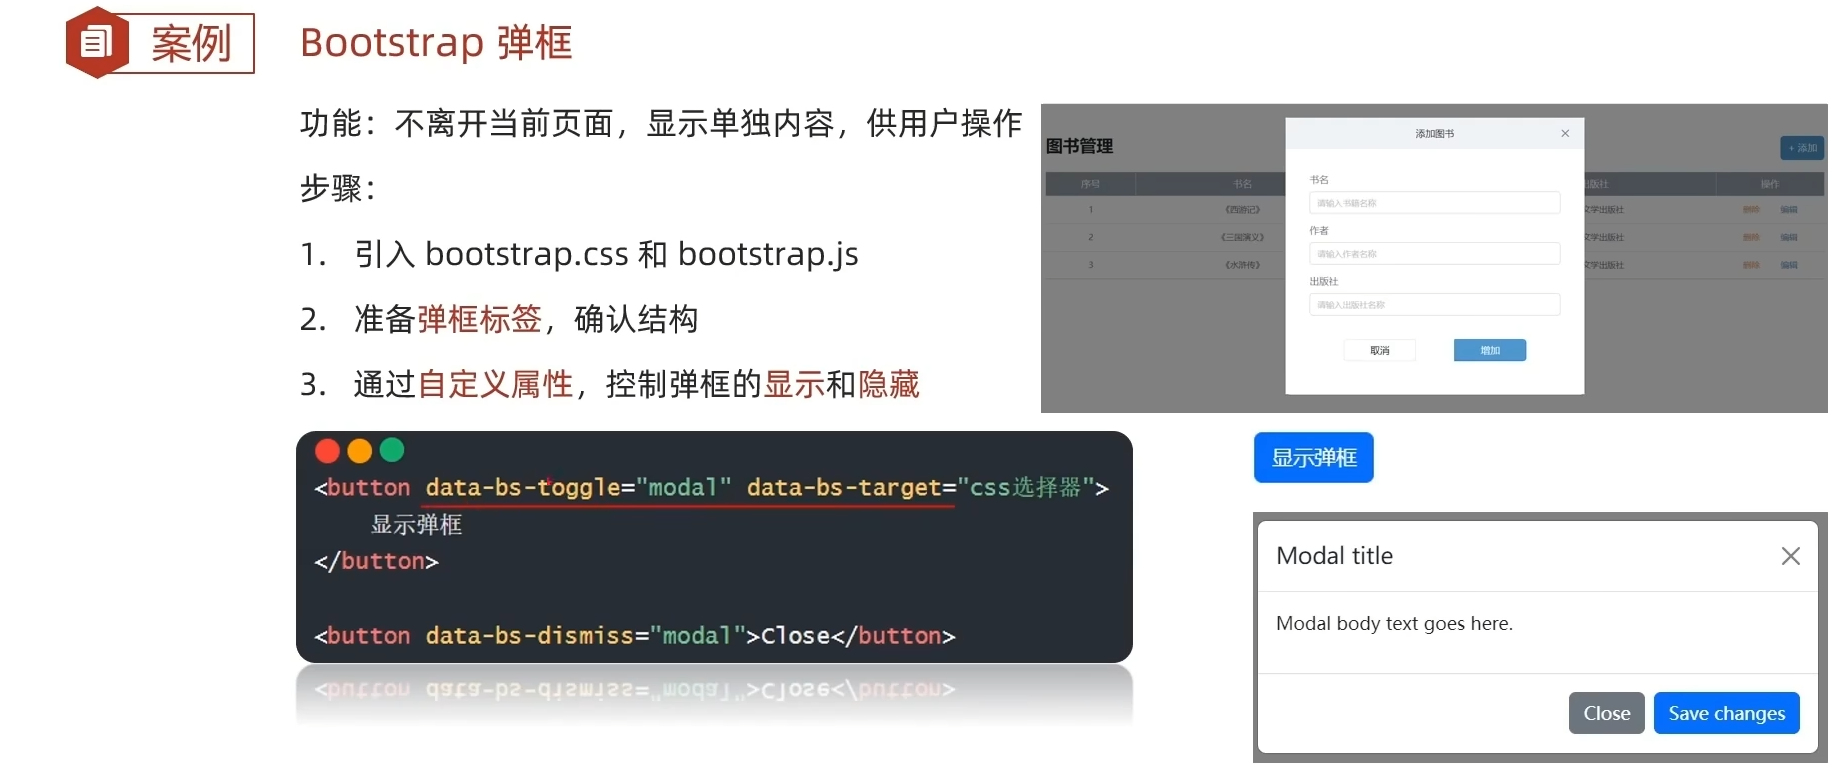 案例
Bootstrap 弹框
功能：不离开当前页面，显示单独内容，供用户操作
步骤：
1. 引入 bootstrap.css 和 bootstrap.js
2. 准备弹框标签，确认结构
3. 通过自定义属性，控制弹框的显示和隐藏
<button data-bs-toggle="modal" data-bs-target="css选择器">
显示弹框
</button>
<button data-bs-dismiss="modal">Close</button>
图书管理
+ 添加
序号 书名 出版社 操作
1 《西游记》 文学出版社 删除 编辑
2 《三国演义》 文学出版社 删除 编辑
3 《水浒传》 文学出版社 删除 编辑
添加图书
书名
请输入书籍名称
作者
请输入作者名称
出版社
请输入出版社名称
取消 增加
显示弹框
Modal title
Modal body text goes here.
Close Save changes